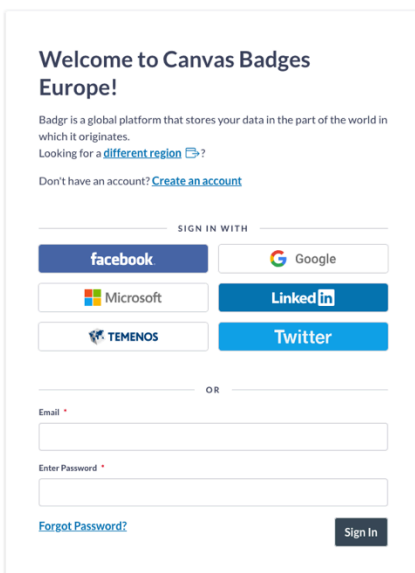 Welcome to Canvas Badges
Europe!
Badgr is a global platform that stores your data in the part of the world in
which it originates.
Looking for a different region ?
Don't have an account? Create an account
SIGN IN WITH
facebook.
Google
Microsoft
Linked in
TEMENOS
Twitter
OR
Email *
Enter Password *
Forgot Password?
Sign In